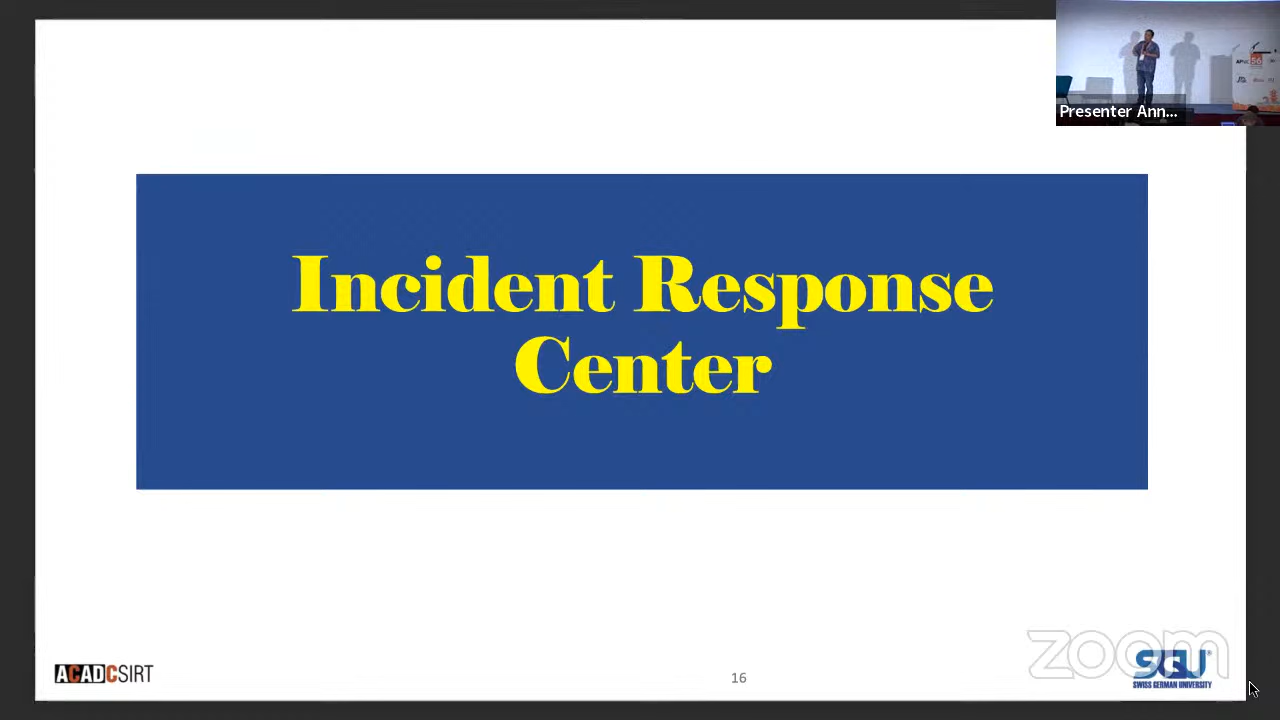 Presenter Ann...
Incident Response
Center
ACADCSIRT
16
zoom
SGU
SWISS GERMAN UNIVERSITY